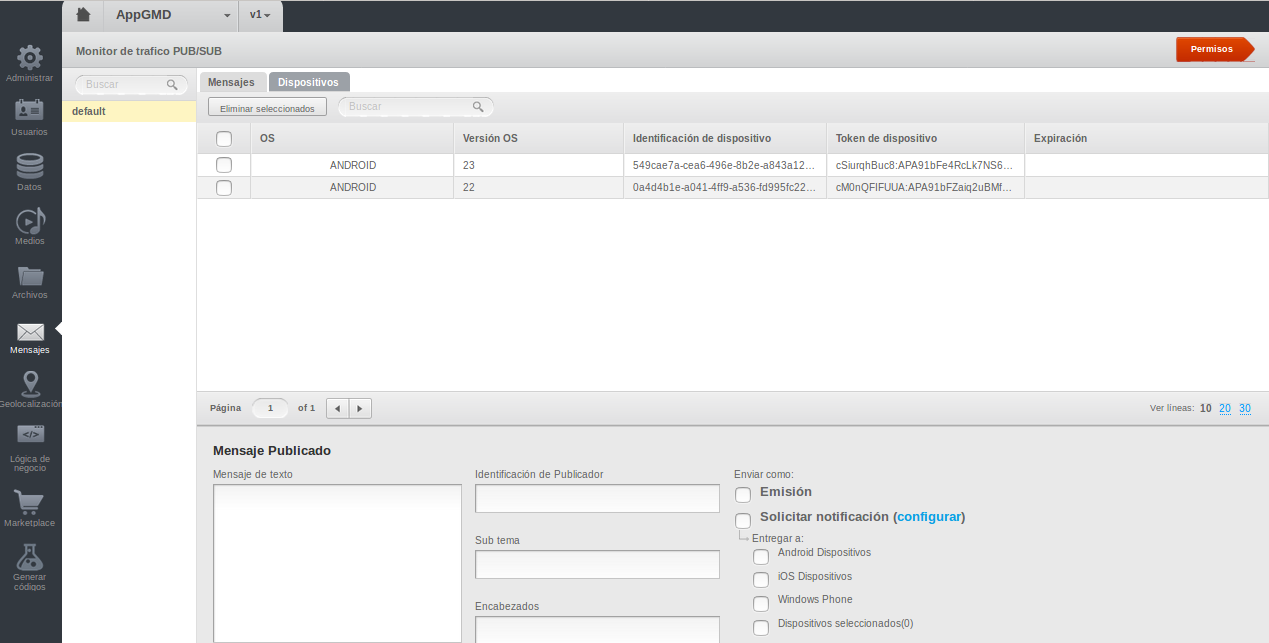 AppGMD
v1
Monitor de trafico PUB/SUB
Permisos
Administrar
Usuarios
Datos
Medios
Archivos
Mensajes
Geolocalización
Lógica de
negocio
Marketplace
Generar
códigos
Buscar
default
Mensajes Dispositivos
Eliminar seleccionados Buscar
OS Versión OS Identificación de dispositivo Token de dispositivo Expiración
ANDROID 23 549cae7a-cea6-496e-8b2e-a843a12... cSiurqhBuc8:APA91bFe4RcLk7NS6...
ANDROID 22 0a4d4b1e-a041-4ff9-a536-fd995fc22... cM0nQFIFUUA:APA91bFZaiq2uBMf...
Página 1 of 1 Ver líneas: 10 20 30
Mensaje Publicado
Mensaje de texto
Identificación de Publicador
Sub tema
Encabezados
Enviar como:
Emisión
Solicitar notificación (configurar)
Entregar a:
Android Dispositivos
iOS Dispositivos
Windows Phone
Dispositivos seleccionados(0)